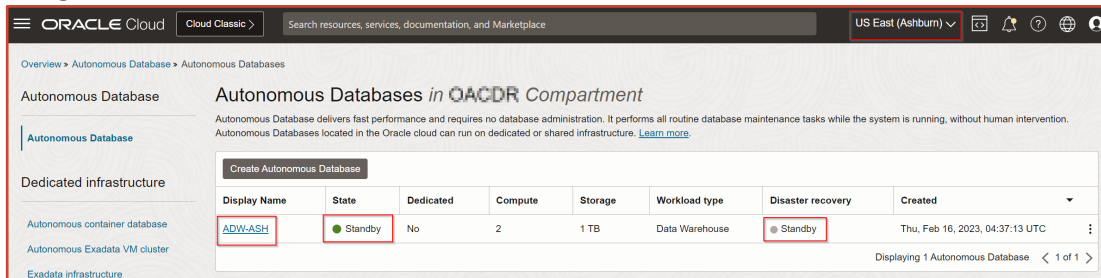 ORACLE Cloud
Cloud Classic >
Search resources, services, documentation, and Marketplace
US East (Ashburn)
Overview » Autonomous Database » Autonomous Databases
Autonomous Database
Autonomous Database
Dedicated infrastructure
Autonomous container database
Autonomous Exadata VM cluster
Exadata infrastructure
Autonomous Databases in OACDR Compartment
Autonomous Database delivers fast performance and requires no database administration. It performs all routine database maintenance tasks while the system is running, without human intervention.
Autonomous Databases located in the Oracle cloud can run on dedicated or shared infrastructure. Learn more.
Create Autonomous Database
Display Name State Dedicated Compute Storage Workload type Disaster recovery Created
ADW-ASH Standby No 2 1 TB Data Warehouse Standby Thu, Feb 16, 2023, 04:37:13 UTC
Displaying 1 Autonomous Database < 1 of 1 >